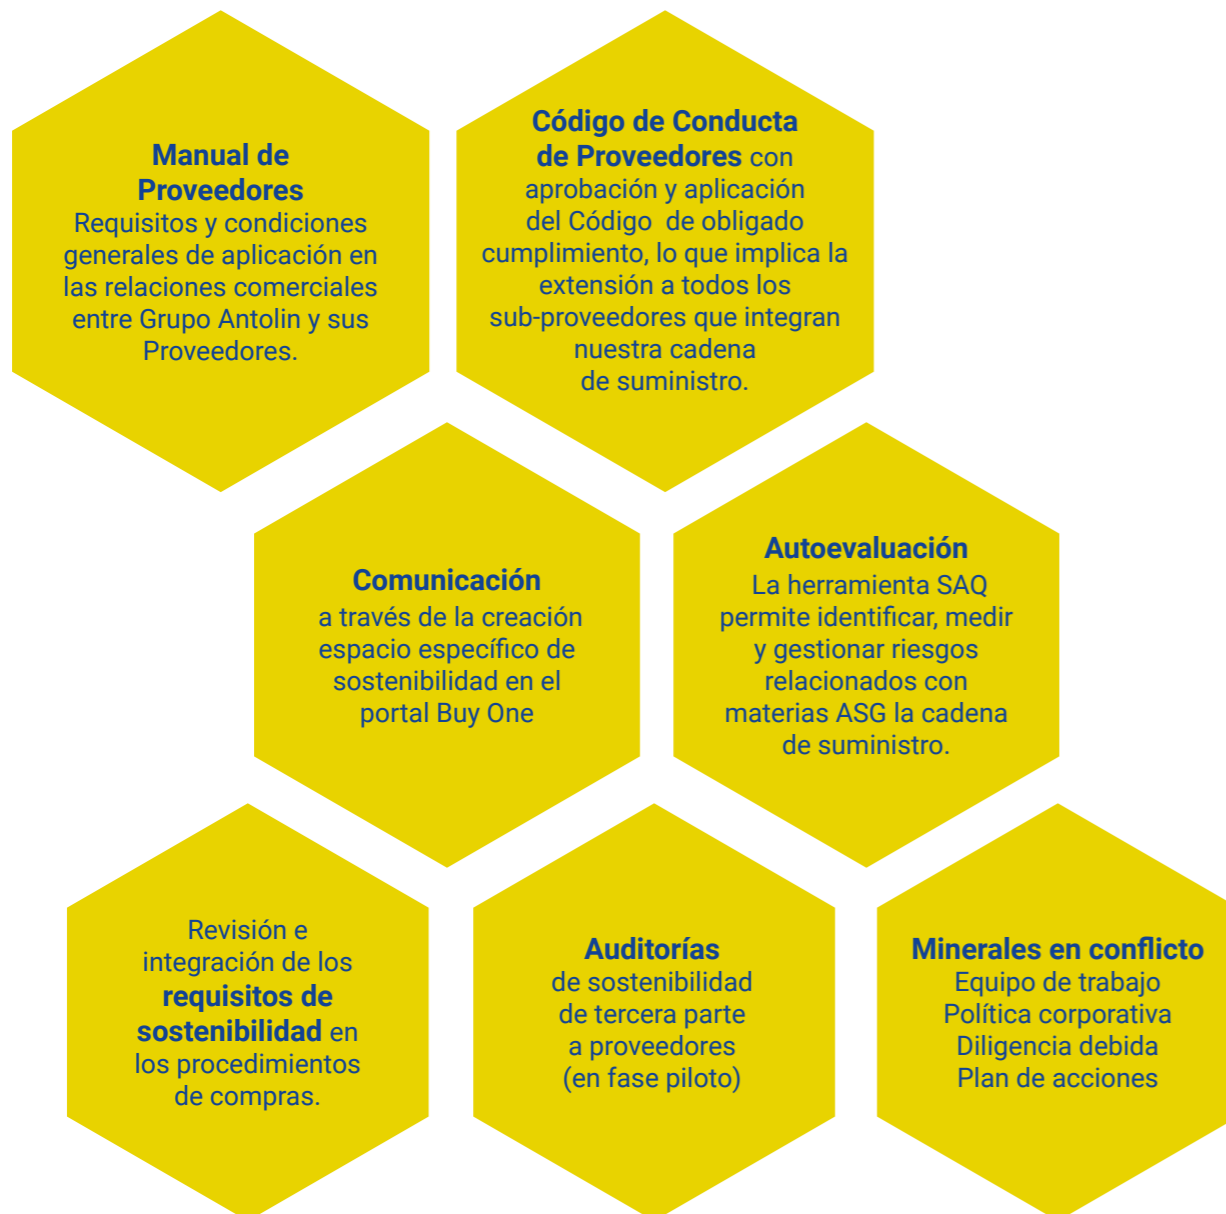 Manual de
Proveedores
Requisitos y condiciones
generales de aplicación en
las relaciones comerciales
entre Grupo Antolin y sus
Proveedores.
Código de Conducta
de Proveedores con
aprobación y aplicación
del Código de obligado
cumplimiento, lo que implica la
extensión a todos los
sub-proveedores que integran
nuestra cadena
de suministro.
Comunicación
a través de la creación
espacio específico de
sostenibilidad en el
portal Buy One
Autoevaluación
La herramienta SAQ
permite identificar, medir
y gestionar riesgos
relacionados con
materias ASG la cadena
de suministro.
Revisión e
integración de los
requisitos de
sostenibilidad en
los procedimientos
de compras.
Auditorías
de sostenibilidad
de tercera parte
a proveedores
(en fase piloto)
Minerales en conflicto
Equipo de trabajo
Política corporativa
Diligencia debida
Plan de acciones